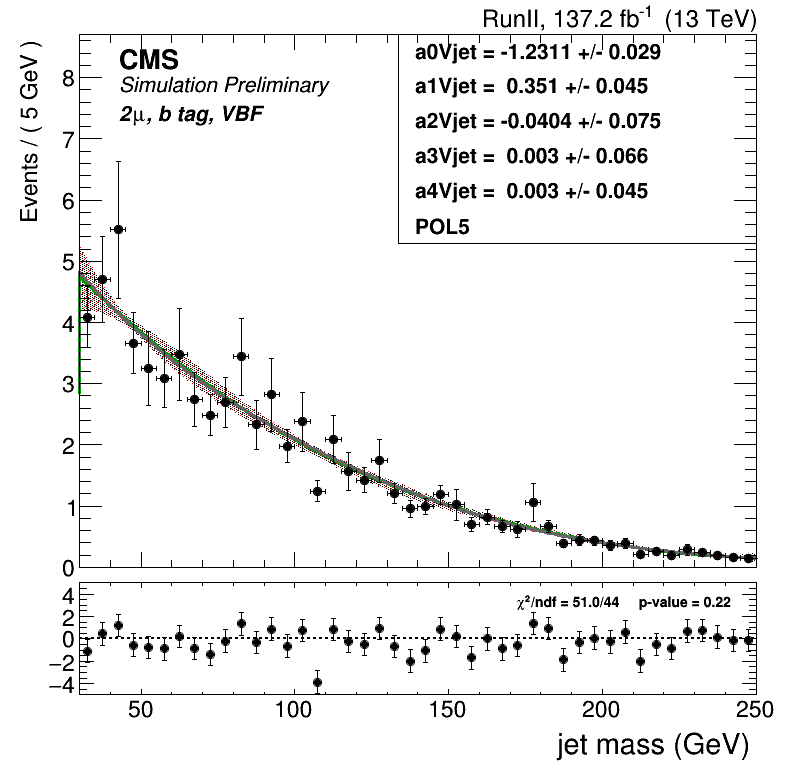 RunII, 137.2 fb⁻¹ (13 TeV)
CMS
Simulation Preliminary
2μ, b tag, VBF
a0Vjet = -1.2311 +/- 0.029
a1Vjet = 0.351 +/- 0.045
a2Vjet = -0.0404 +/- 0.075
a3Vjet = 0.003 +/- 0.066
a4Vjet = 0.003 +/- 0.045
POL5
Events / ( 5 GeV )
8
7
6
5
4
3
2
1
0
χ²/ndf = 51.0/44 p-value = 0.22
4
2
0
−2
−4
50 100 150 200 250
jet mass (GeV)